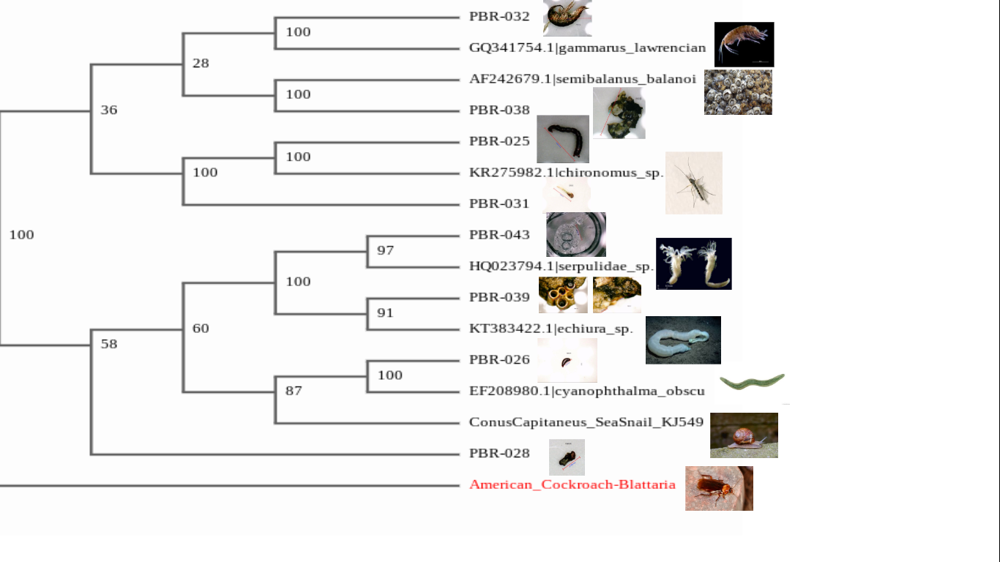 PBR-032
100
GQ341754.1|gammarus_lawrencian
28
AF242679.1|semibalanus_balanoi
100
36
PBR-038
PBR-025
100
100
KR275982.1|chironomus_sp.
PBR-031
100
PBR-043
97
HQ023794.1|serpulidae_sp.
100
PBR-039
91
60
KT383422.1|echiura_sp.
58
PBR-026
100
87
EF208980.1|cyanophthalma_obscu
ConusCapitaneus_SeaSnail_KJ549
PBR-028
American_Cockroach-Blattaria